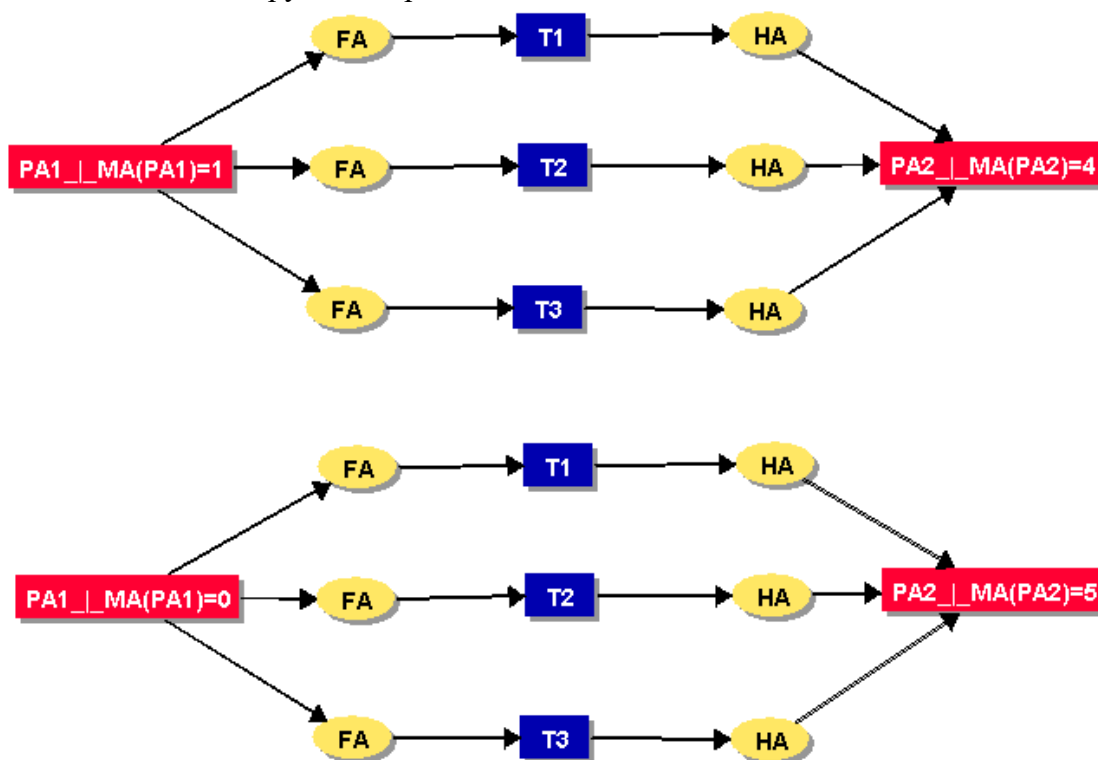 FA T1 HA
PA1_|_MA(PA1)=1 FA T2 HA PA2_|_MA(PA2)=4
FA T3 HA
FA T1 HA
PA1_|_MA(PA1)=0 FA T2 HA PA2_|_MA(PA2)=5
FA T3 HA